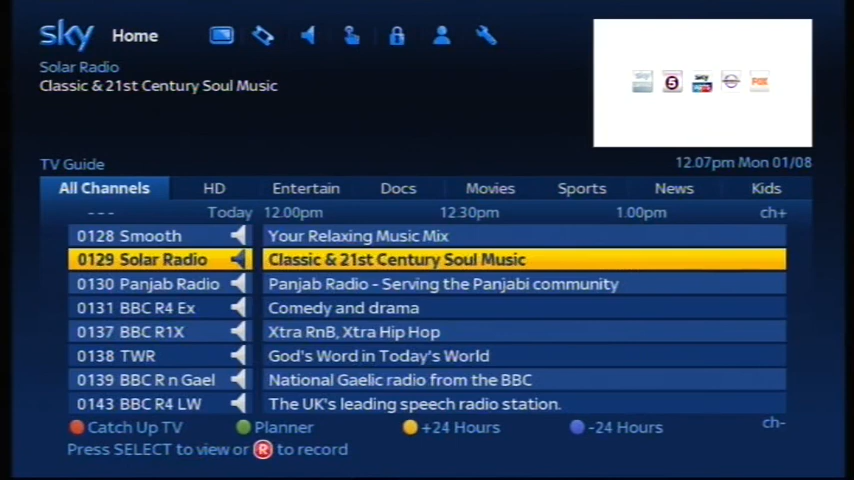 sky Home
Solar Radio
Classic & 21st Century Soul Music
5 sky FOX
TV Guide 12.07pm Mon 01/08
All Channels HD Entertain Docs Movies Sports News Kids
--- Today 12.00pm 12.30pm 1.00pm ch+
0128 Smooth Your Relaxing Music Mix
0129 Solar Radio Classic & 21st Century Soul Music
0130 Panjab Radio Panjab Radio - Serving the Panjabi community
0131 BBC R4 Ex Comedy and drama
0137 BBC R1X Xtra RnB, Xtra Hip Hop
0138 TWR God's Word in Today's World
0139 BBC R n Gael National Gaelic radio from the BBC
0143 BBC R4 LW The UK's leading speech radio station.
Catch Up TV Planner +24 Hours -24 Hours ch-
Press SELECT to view or R to record